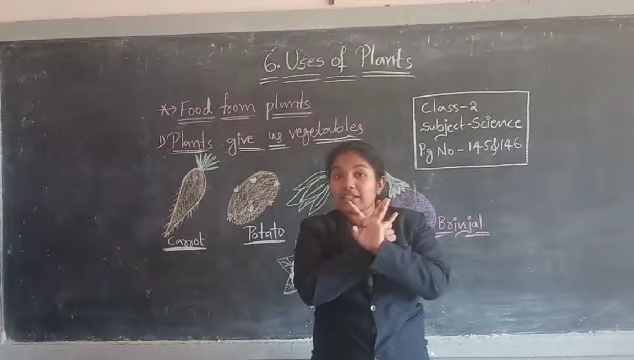 6. Uses of Plants
Food from plants
1) Plants give us vegetables
Class-2
Subject-Science
Pg No - 145&146
Carrot
Potato
Brinjal